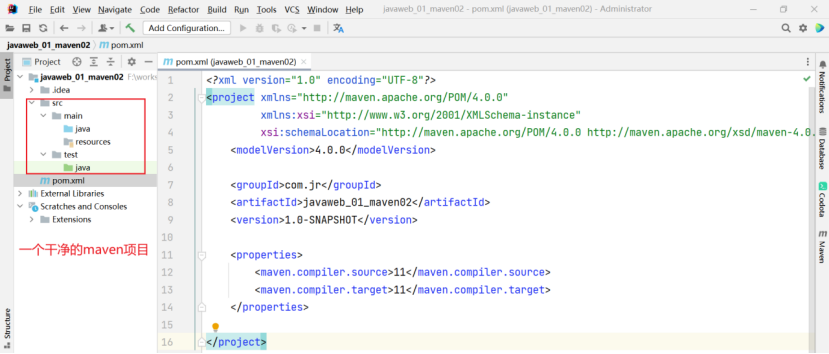 File Edit View Navigate Code Refactor Build Run Tools VCS Window Help javaweb_01_maven02 - pom.xml (javaweb_01_maven02) - Administrator
Add Configuration...
javaweb_01_maven02 pom.xml
Project
Project
pom.xml (javaweb_01_maven02)
javaweb_01_maven02
.idea
src
main
java
resources
test
java
pom.xml
External Libraries
Scratches and Consoles
Extensions
一个干净的maven项目
Structure
1 <?xml version="1.0" encoding="UTF-8"?>
2 <project xmlns="http://maven.apache.org/POM/4.0.0"
3 xmlns:xsi="http://www.w3.org/2001/XMLSchema-instance"
4 xsi:schemaLocation="http://maven.apache.org/POM/4.0.0 http://maven.apache.org/xsd/maven-4.0.
5 <modelVersion>4.0.0</modelVersion>
6
7 <groupId>com.jr</groupId>
8 <artifactId>javaweb_01_maven02</artifactId>
9 <version>1.0-SNAPSHOT</version>
10
11 <properties>
12 <maven.compiler.source>11</maven.compiler.source>
13 <maven.compiler.target>11</maven.compiler.target>
14 </properties>
15
16 </project>
Notifications
Database
Codota
Maven